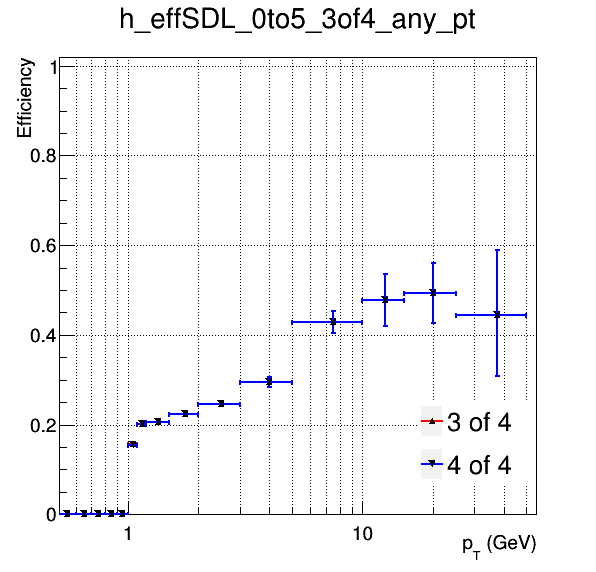 h_effSDL_0to5_3of4_any_pt
Efficiency
1
0.8
0.6
0.4
0.2
0
3 of 4
4 of 4
1
10
p_T (GeV)